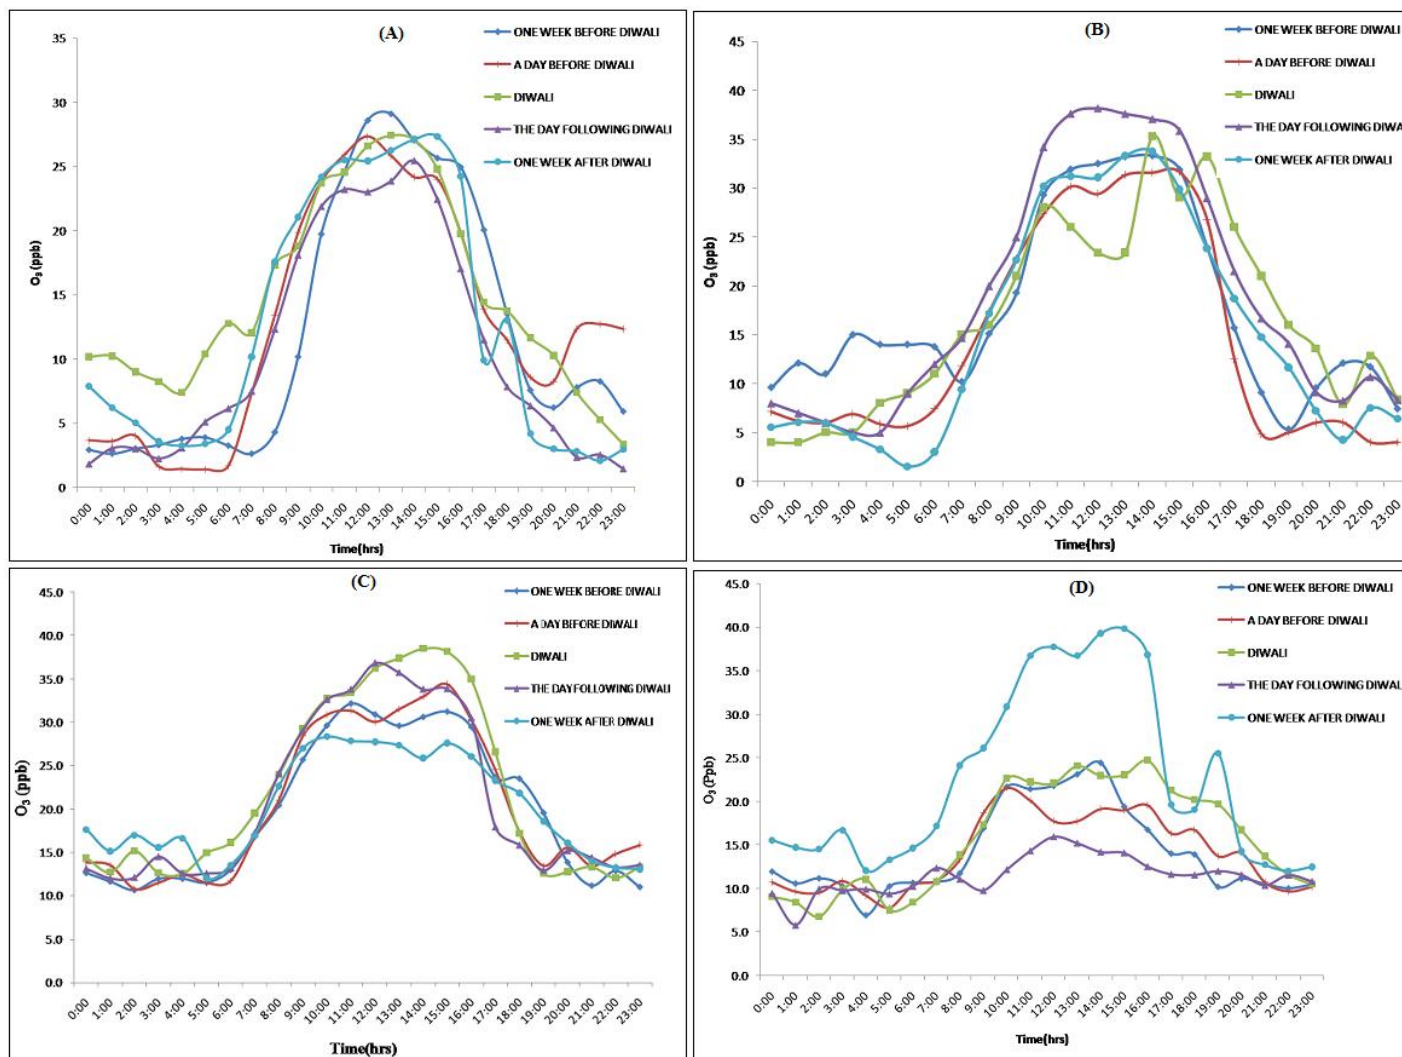 (A)
ONE WEEK BEFORE DIWALI
A DAY BEFORE DIWALI
DIWALI
THE DAY FOLLOWING DIWALI
ONE WEEK AFTER DIWALI
35
30
25
20
15
10
5
0
O3 (ppb)
0:00 1:00 2:00 3:00 4:00 5:00 6:00 7:00 8:00 9:00 10:00 11:00 12:00 13:00 14:00 15:00 16:00 17:00 18:00 19:00 20:00 21:00 22:00 23:00
Time(hrs)
(B)
ONE WEEK BEFORE DIWALI
A DAY BEFORE DIWALI
DIWALI
THE DAY FOLLOWING DIWA
ONE WEEK AFTER DIWALI
45
40
35
30
25
20
15
10
5
0
O3 (ppb)
0:00 1:00 2:00 3:00 4:00 5:00 6:00 7:00 8:00 9:00 10:00 11:00 12:00 13:00 14:00 15:00 16:00 17:00 18:00 19:00 20:00 21:00 22:00 23:00
Time(hrs)
(C)
ONE WEEK BEFORE DIWALI
A DAY BEFORE DIWALI
DIWALI
THE DAY FOLLOWING DIWALI
ONE WEEK AFTER DIWALI
45.0
40.0
35.0
30.0
25.0
20.0
15.0
10.0
5.0
0.0
O3 (ppb)
0:00 1:00 2:00 3:00 4:00 5:00 6:00 7:00 8:00 9:00 10:00 11:00 12:00 13:00 14:00 15:00 16:00 17:00 18:00 19:00 20:00 21:00 22:00 23:00
Time(hrs)
(D)
ONE WEEK BEFORE DIWALI
A DAY BEFORE DIWALI
DIWALI
THE DAY FOLLOWING DIWAL
ONE WEEK AFTER DIWALI
45.0
40.0
35.0
30.0
25.0
20.0
15.0
10.0
5.0
0.0
O3 (Ppb)
0:00 1:00 2:00 3:00 4:00 5:00 6:00 7:00 8:00 9:00 10:00 11:00 12:00 13:00 14:00 15:00 16:00 17:00 18:00 19:00 20:00 21:00 22:00 23:00
Time(hrs)